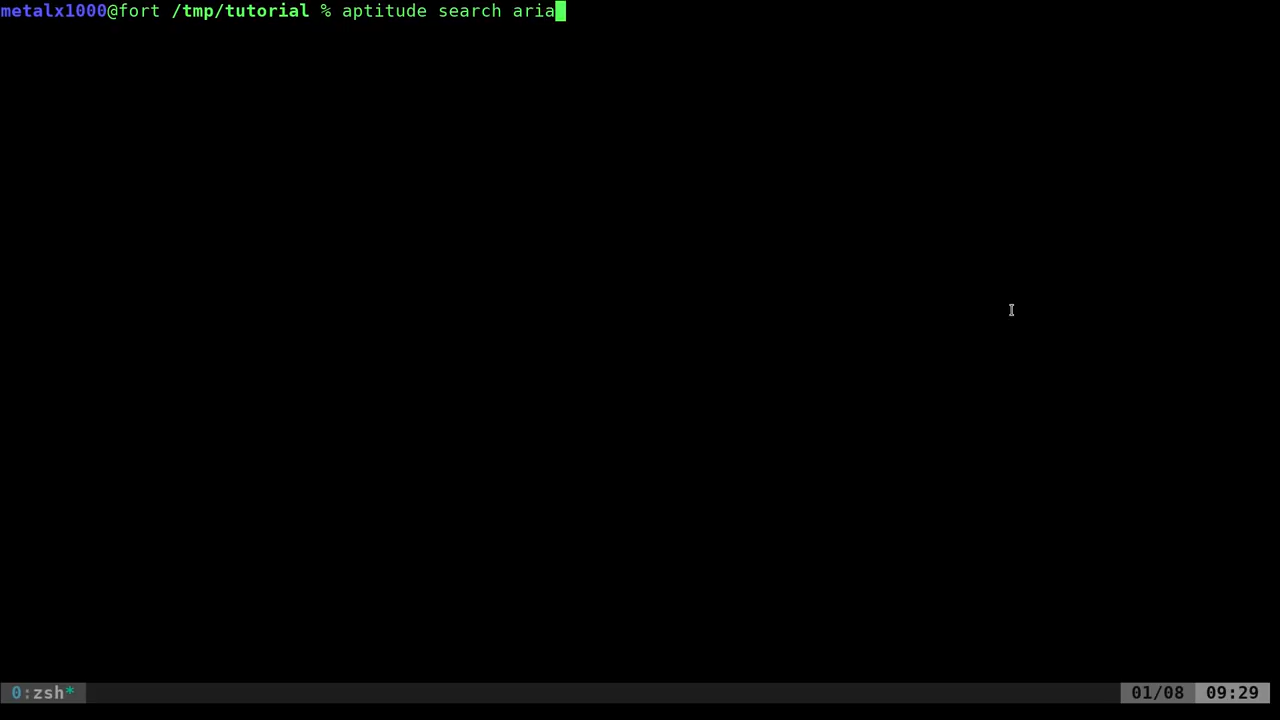 metalx1000@fort /tmp/tutorial % aptitude search aria
0:zsh* 01/08 09:29